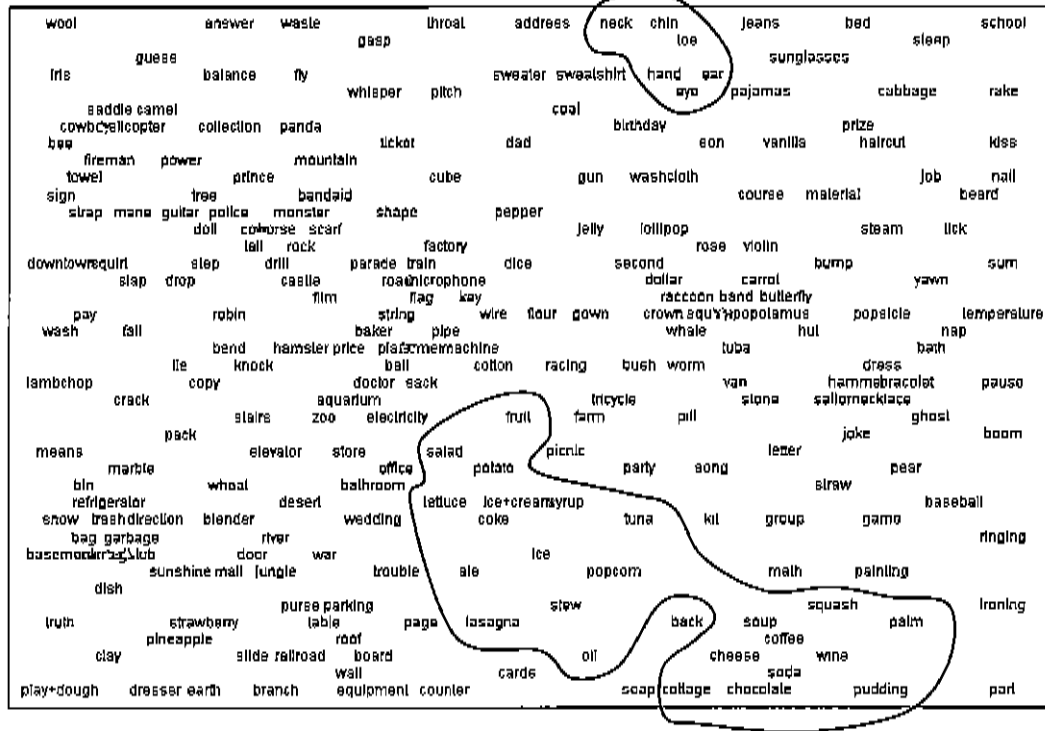 wool answer waste throat address neck chin jeans bed school
gasp toe sleep
guess sunglasses
iris balance fly sweater sweatshirt hand ear
whisper pitch eye pajamas cabbage rake
saddle camel coal
collection panda birthday prize
bee ticket dad son vanilla haircut kiss
fireman power mountain
towel prince cube gun washcloth job nail
sign tree bandaid course material beard
strap mane guitar police monster shape pepper
doll scarf jelly lollipop steam tick
tall rock factory rose violin
step drill parade train dice second bump sum
slap drop castle dollar carrot yawn
film flag key raccoon band butterfly
pay robin string wire flour gown crown popsicle temperature
wash fall baker pipe whale hut nap
bend hamster price tuba bath
lie knock ball cotton racing bush worm dress
lambchop copy doctor sack van pause
crack aquarium tricycle stone ghost
stairs zoo electricity fruit farm pill
pack joke boom
means elevator store salad picnic letter
marble office potato party song pear
bin wheat bathroom straw
refrigerator desert lettuce ice+cream syrup baseball
snow trash direction blender wedding coke tuna kit group game
bag garbage river ringing
door war ice
sunshine mall jungle trouble ale popcorn math painting
dish
purse parking stew squash ironing
truth strawberry table page lasagna back soup palm
pineapple roof coffee
clay slide railroad board oil cheese wine
wall cards soda
play+dough dresser earth branch equipment counter soap cottage chocolate pudding part